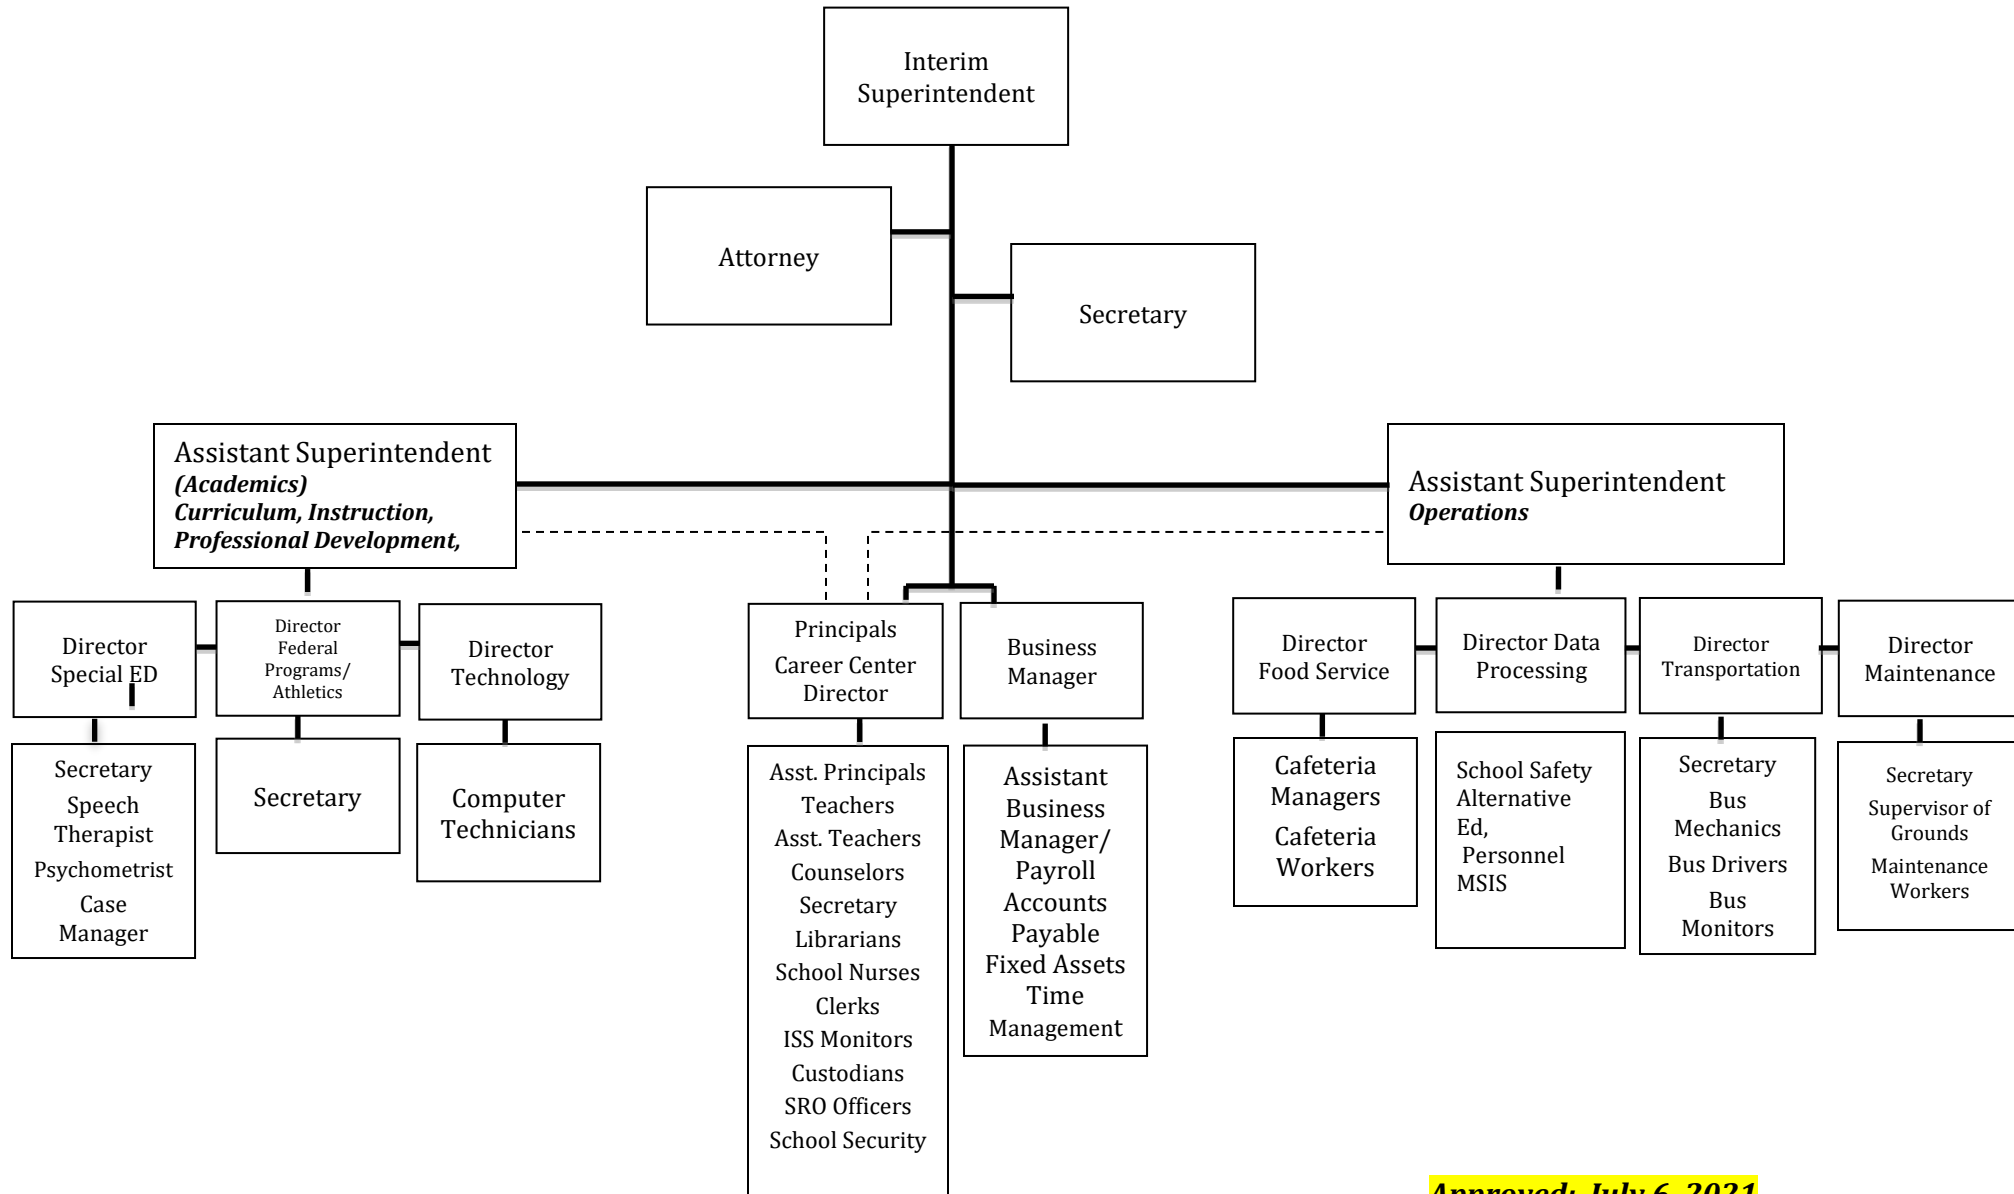 Interim
Superintendent
Attorney
Secretary
Assistant Superintendent
(Academics)
Curriculum, Instruction,
Professional Development,
Assistant Superintendent
Operations
Director
Special ED
Director
Federal
Programs/
Athletics
Director
Technology
Principals
Career Center
Director
Business
Manager
Director
Food Service
Director Data
Processing
Director
Transportation
Director
Maintenance
Secretary
Speech
Therapist
Psychometrist
Case
Manager
Secretary
Computer
Technicians
Asst. Principals
Teachers
Asst. Teachers
Counselors
Secretary
Librarians
School Nurses
Clerks
ISS Monitors
Custodians
SRO Officers
School Security
Assistant
Business
Manager/
Payroll
Accounts
Payable
Fixed Assets
Time
Management
Cafeteria
Managers
Cafeteria
Workers
School Safety
Alternative
Ed,
Personnel
MSIS
Secretary
Bus
Mechanics
Bus Drivers
Bus
Monitors
Secretary
Supervisor of
Grounds
Maintenance
Workers
Approved: July 6, 2021